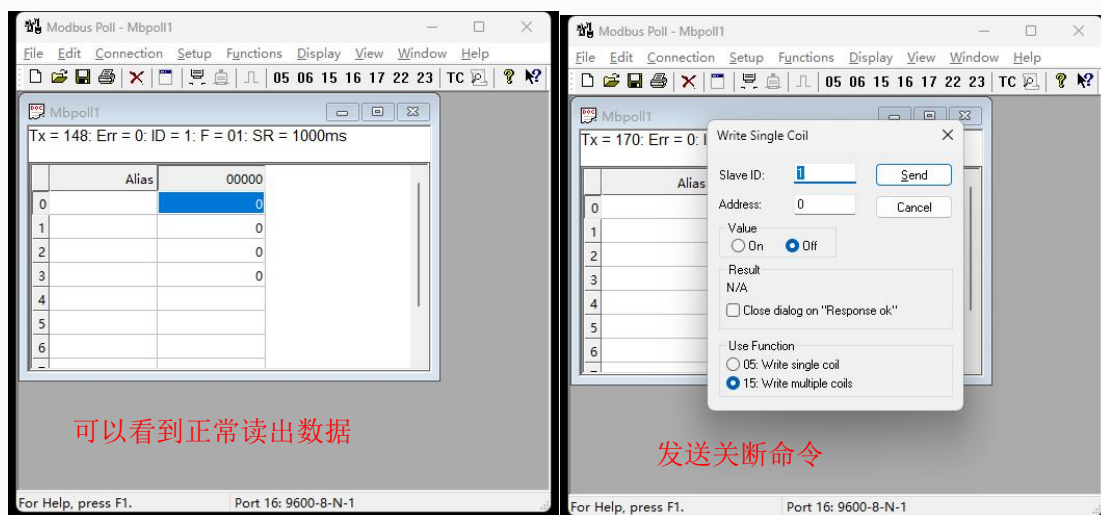 Modbus Poll - Mbpoll1
File Edit Connection Setup Functions Display View Window Help
05 06 15 16 17 22 23 TC
Mbpoll1
Tx = 148: Err = 0: ID = 1: F = 01: SR = 1000ms
Alias 00000
0 0
1 0
2 0
3 0
4
5
6
可以看到正常读出数据
For Help, press F1. Port 16: 9600-8-N-1
Modbus Poll - Mbpoll1
File Edit Connection Setup Functions Display View Window Help
05 06 15 16 17 22 23 TC
Mbpoll1
Tx = 170: Err = 0: I
Alias
0
1
2
3
4
5
6
Write Single Coil
Slave ID: 1 Send
Address: 0 Cancel
Value
On Off
Result
N/A
Close dialog on "Response ok"
Use Function
05: Write single coil
15: Write multiple coils
发送关断命令
For Help, press F1. Port 16: 9600-8-N-1